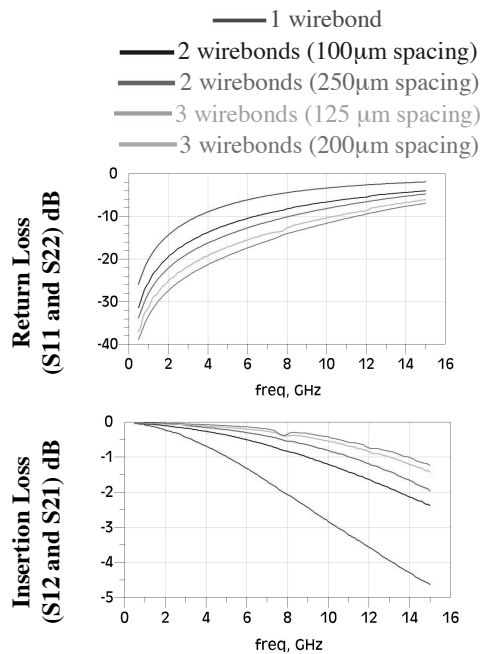 1 wirebond
2 wirebonds (100μm spacing)
2 wirebonds (250μm spacing)
3 wirebonds (125 μm spacing)
3 wirebonds (200μm spacing)
Return Loss
(S11 and S22) dB
0
-10
-20
-30
-40
0 2 4 6 8 10 12 14 16
freq, GHz
Insertion Loss
(S12 and S21) dB
0
-1
-2
-3
-4
-5
0 2 4 6 8 10 12 14 16
freq, GHz